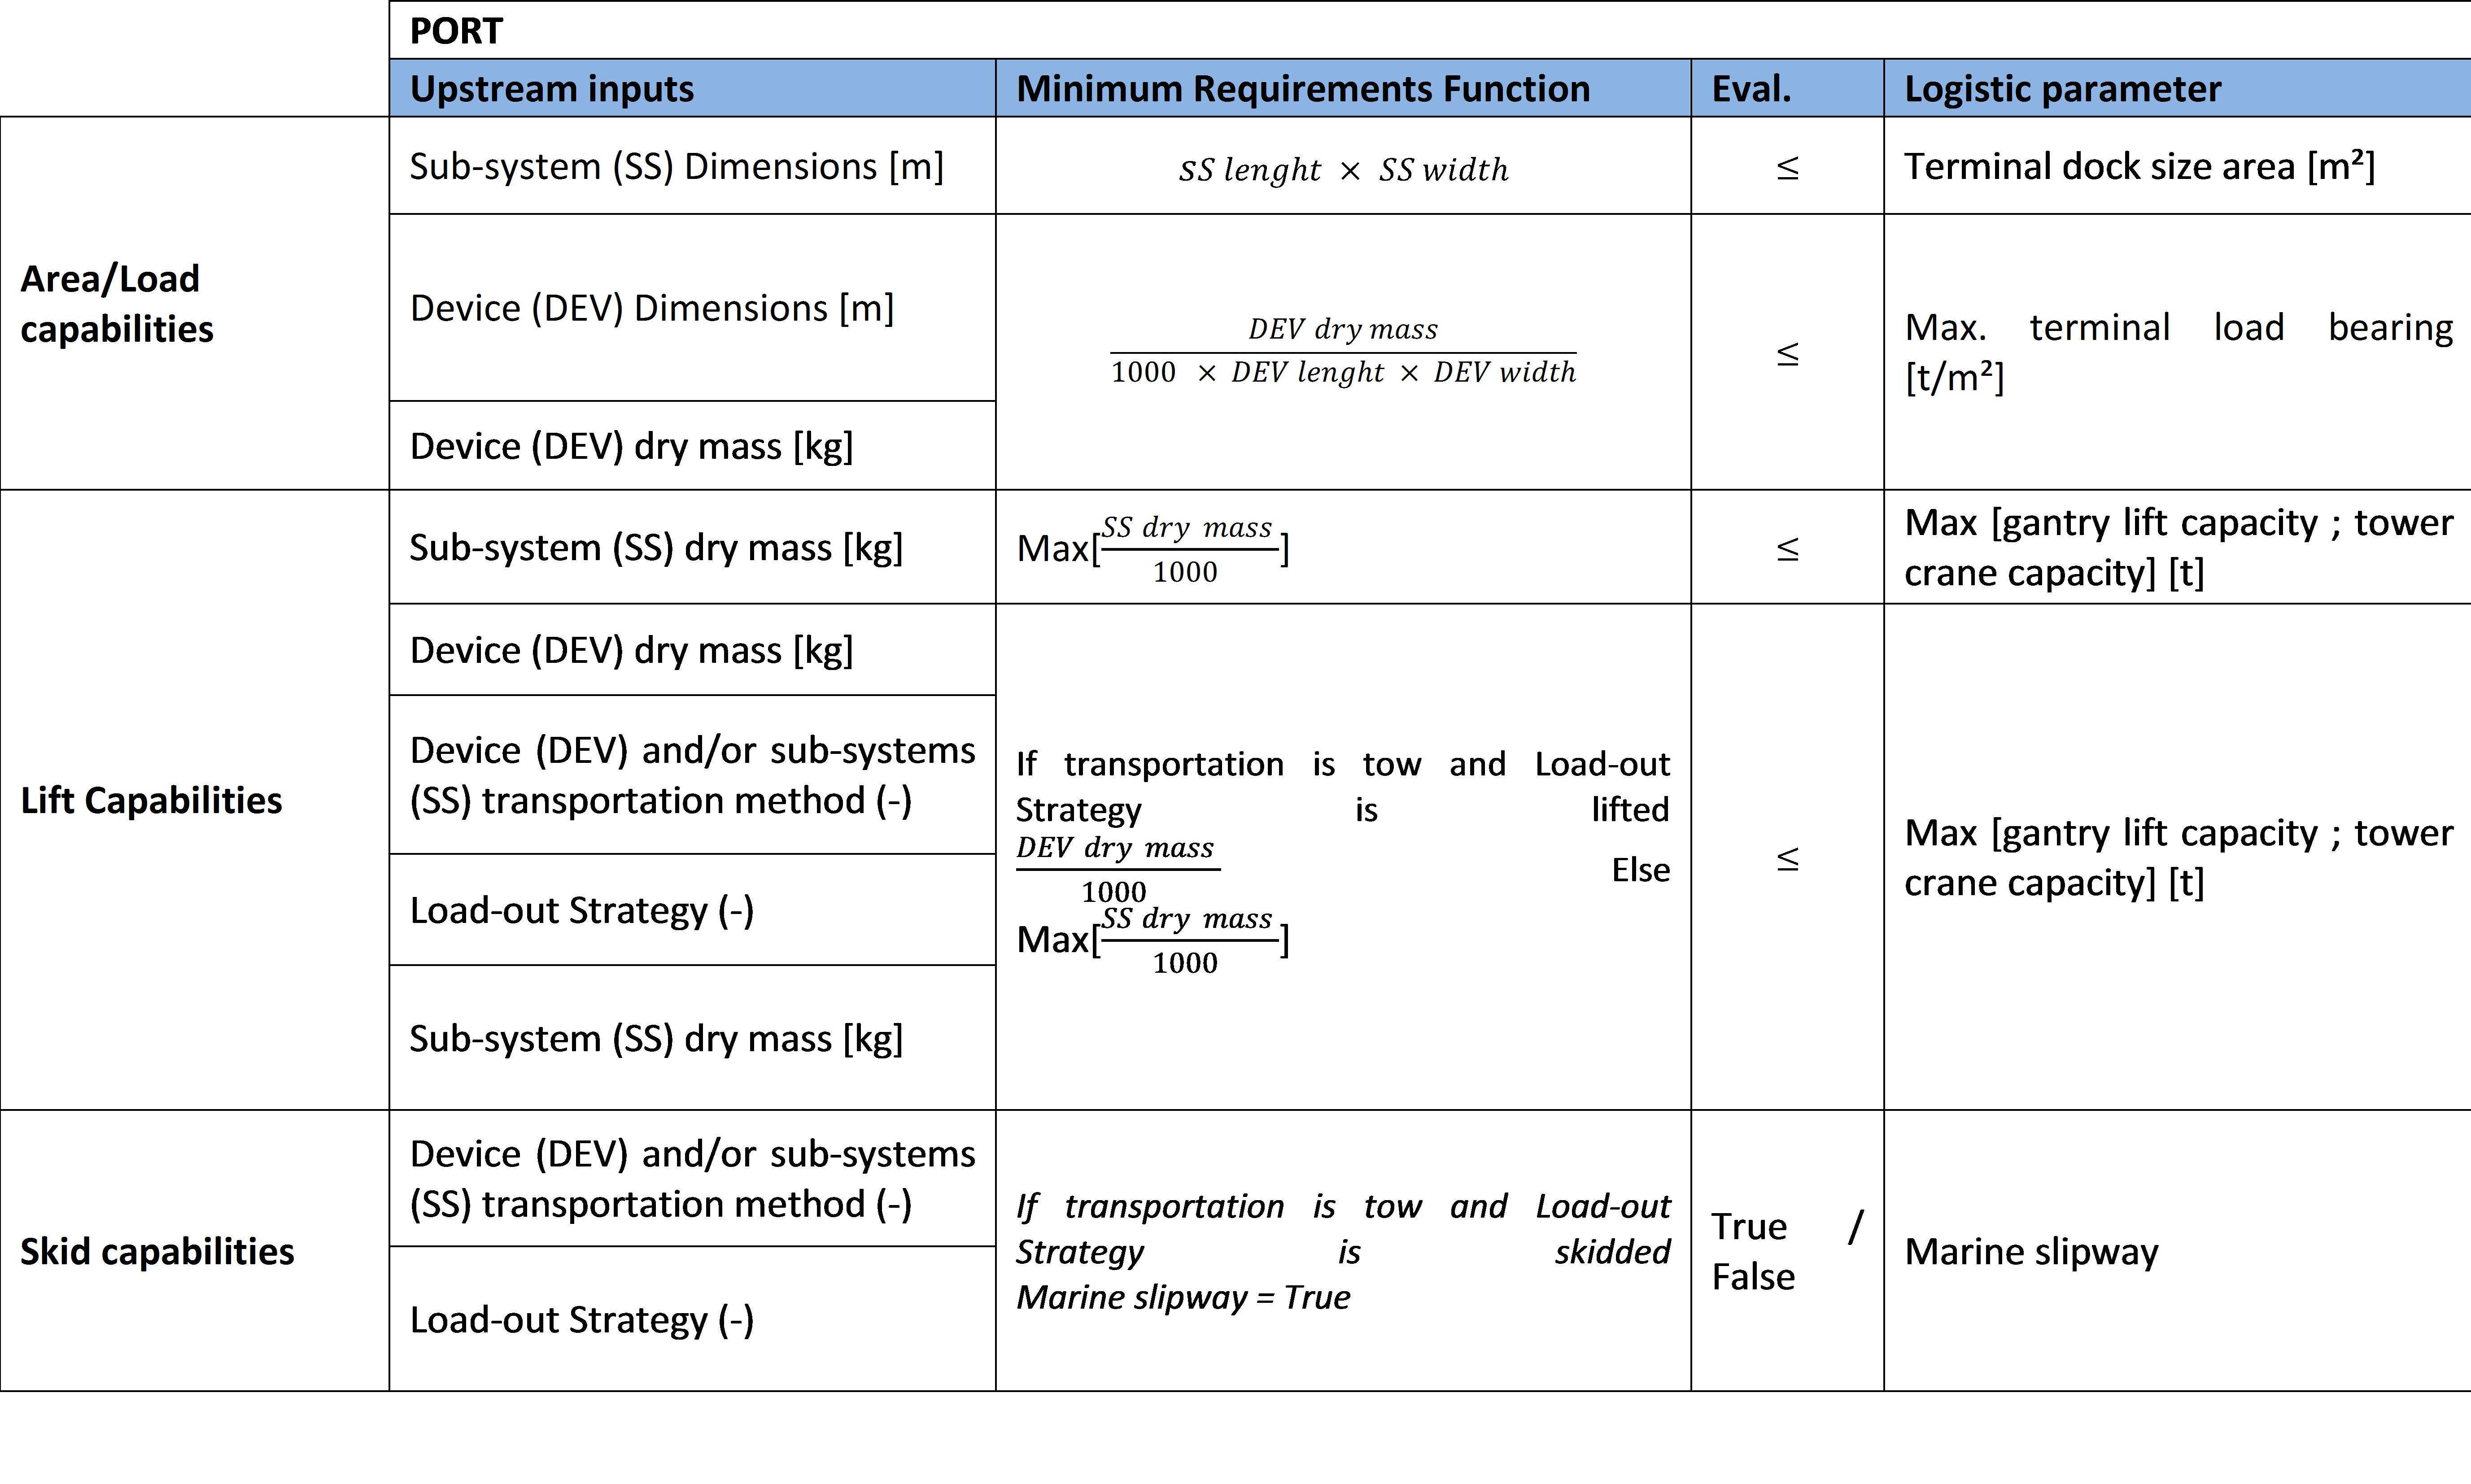 PORT
Upstream inputs Minimum Requirements Function Eval. Logistic parameter
Area/Load
capabilities
Sub-system (SS) Dimensions [m]
SS lenght × SS width
≤
Terminal dock size area [m²]
Device (DEV) Dimensions [m]
Device (DEV) dry mass [kg]
DEV dry mass
1000 × DEV lenght × DEV width
≤
Max. terminal load bearing
[t/m²]
Lift Capabilities
Sub-system (SS) dry mass [kg]
Max[SS dry mass / 1000]
≤
Max [gantry lift capacity ; tower
crane capacity] [t]
Device (DEV) dry mass [kg]
Device (DEV) and/or sub-systems
(SS) transportation method (-)
Load-out Strategy (-)
Sub-system (SS) dry mass [kg]
If transportation is tow and Load-out
Strategy is lifted
DEV dry mass / 1000 Else
Max[SS dry mass / 1000]
≤
Max [gantry lift capacity ; tower
crane capacity] [t]
Skid capabilities
Device (DEV) and/or sub-systems
(SS) transportation method (-)
Load-out Strategy (-)
If transportation is tow and Load-out
Strategy is skidded
Marine slipway = True
True /
False
Marine slipway